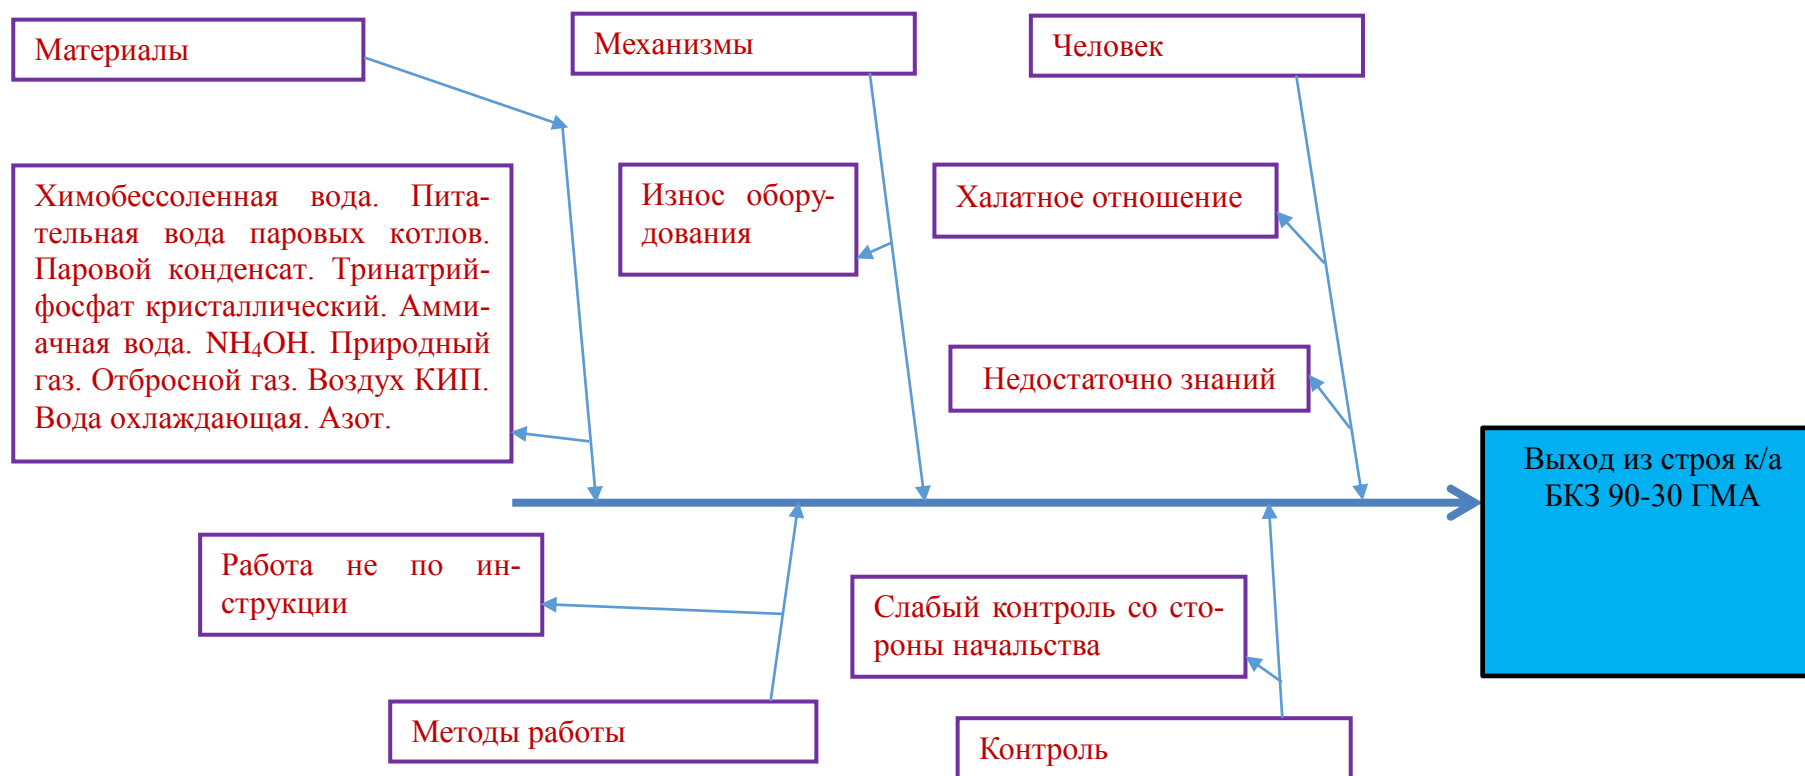 Материалы
Механизмы
Человек
Химобессоленная вода. Пита-
тельная вода паровых котлов.
Паровой конденсат. Тринатрий-
фосфат кристаллический. Амми-
ачная вода. NH₄OH. Природный
газ. Отбросной газ. Воздух КИП.
Вода охлаждающая. Азот.
Износ обору-
дования
Халатное отношение
Недостаточно знаний
Выход из строя к/а
БКЗ 90-30 ГМА
Работа не по ин-
струкции
Слабый контроль со сто-
роны начальства
Методы работы
Контроль